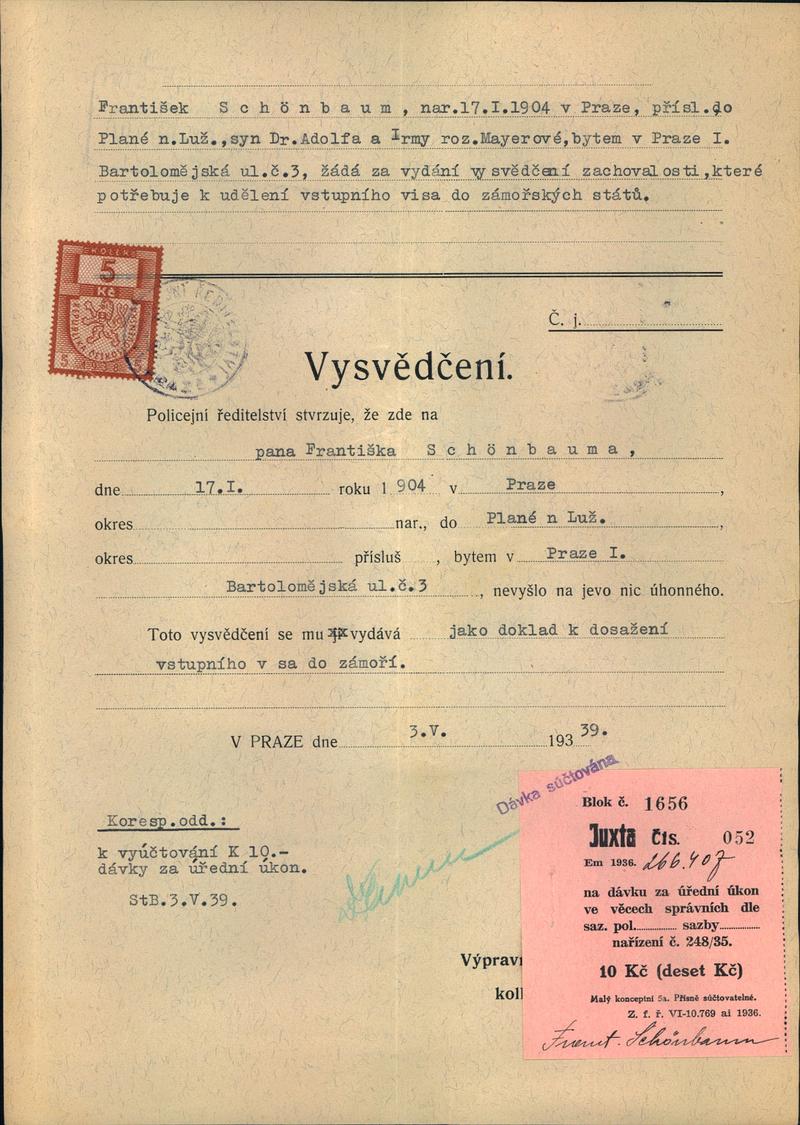 František S c h ö n b a u m , nar.17.I.1904 v Praze, přísl.do
Plané n.Luž.,syn Dr.Adolfa a Irmy roz.Mayerové,bytem v Praze I.
Bartolomějská ul.č.3, žádá za vydání vysvědčení zachovalosti,které
potřebuje k udělení vstupního visa do zámořských států.
KOLEK
5
Kč
Č. j.
Vysvědčení.
Policejní ředitelství stvrzuje, že zde na
pana Františka S c h ö n b a u m a ,
dne 17.I. roku 1 904 v Praze ,
okres nar., do Plané n Luž. ,
okres přísluš , bytem v Praze I.
Bartolomějská ul.č.3 , nevyšlo na jevo nic úhonného.
Toto vysvědčení se mu vydává jako doklad k dosažení
vstupního v sa do zámoří.
V PRAZE dne 3.V. 193 39.
Dávka súčtována
Koresp.odd.:
k vyúčtování K 10.-
dávky za úřední úkon.
StB.3.V.39.
Výpravn
koll
Blok č. 1656
Juxta čís. 052
Em 1936. 266.407
na dávku za úřední úkon
ve věcech správních dle
saz. pol. sazby
nařízení č. 248/35.
10 Kč (deset Kč)
Malý konceptní 5a. Přísně súčtovatelné.
Z. f. ř. VI-10.769 ai 1936.
Schönbaum